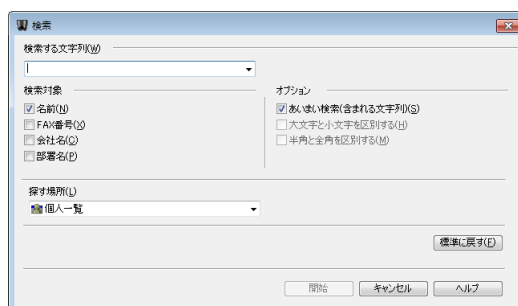 検索
検索する文字列(W)
検索対象
名前(N)
FAX番号(X)
会社名(C)
部署名(P)
オプション
あいまい検索(含まれる文字列)(S)
大文字と小文字を区別する(H)
半角と全角を区別する(M)
探す場所(L)
個人一覧
標準に戻す(F)
開始 キャンセル ヘルプ